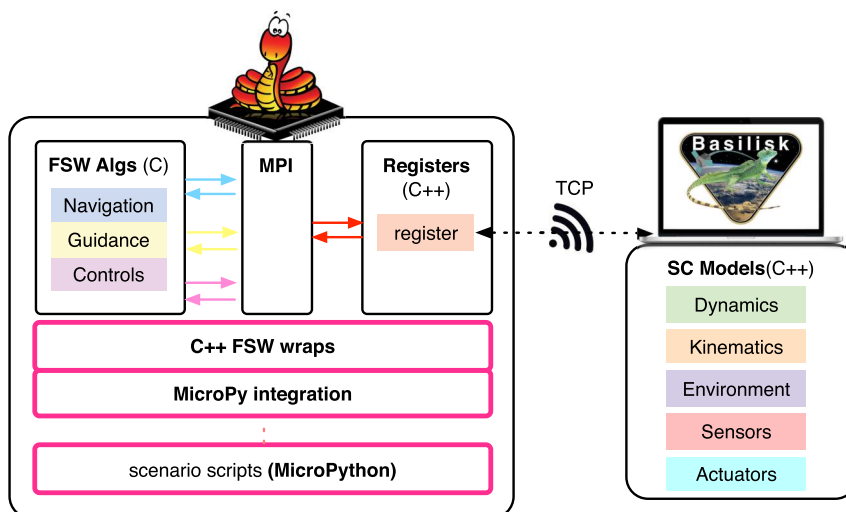 FSW Algs (C)
Navigation
Guidance
Controls
MPI
Registers
(C++)
register
C++ FSW wraps
MicroPy integration
scenario scripts (MicroPython)
TCP
Basilisk
SC Models(C++)
Dynamics
Kinematics
Environment
Sensors
Actuators